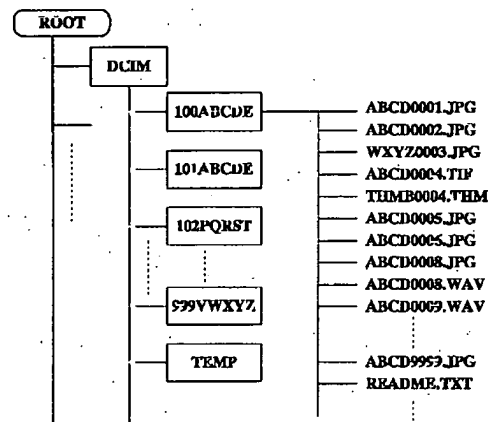 ROOT
DCIM
100ABCDE
101ABCDE
102PQRST
999VWXYZ
TEMP
ABCD0001.JPG
ABCD0002.JPG
WXYZ0003.JPG
ABCD0004.TIF
THMB0004.THM
ABCD0005.JPG
ABCD0006.JPG
ABCD0008.JPG
ABCD0008.WAV
ABCD0009.WAV
ABCD9999.JPG
README.TXT